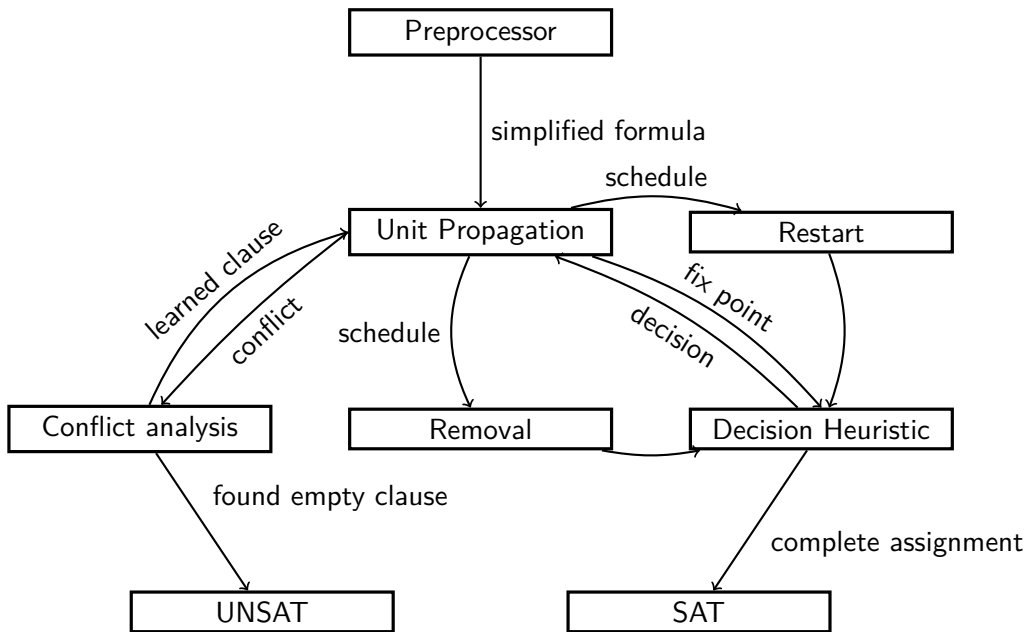 Preprocessor
simplified formula
schedule
Unit Propagation
Restart
learned clause
conflict
schedule
fix point
decision
Conflict analysis
Removal
Decision Heuristic
found empty clause
complete assignment
UNSAT
SAT